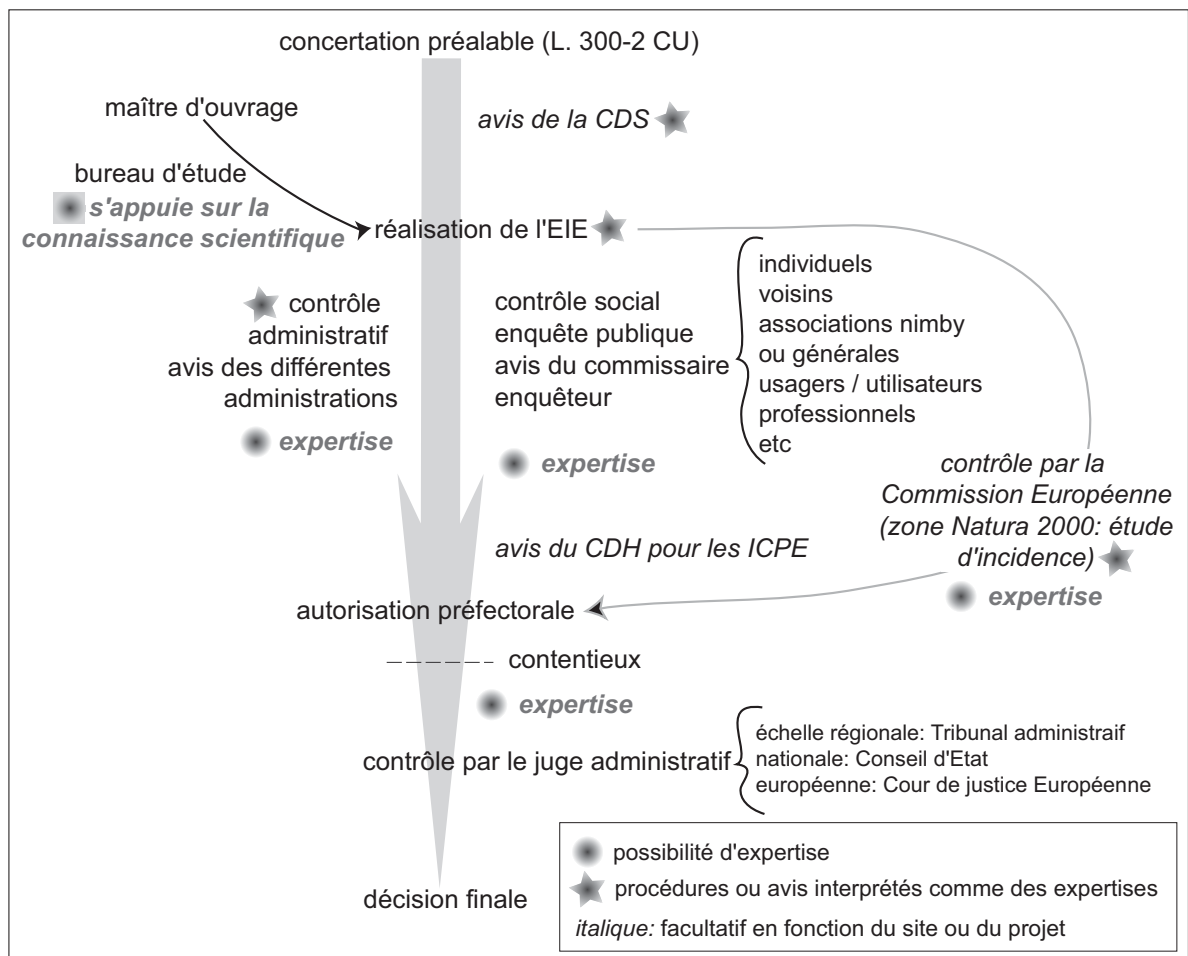 concertation préalable (L. 300-2 CU)
maître d'ouvrage
avis de la CDS
bureau d'étude
s'appuie sur la
connaissance scientifique
réalisation de l'EIE
contrôle
administratif
avis des différentes
administrations
expertise
contrôle social
enquête publique
avis du commissaire
enquêteur
expertise
individuels
voisins
associations nimby
ou générales
usagers / utilisateurs
professionnels
etc
contrôle par la
Commission Européenne
(zone Natura 2000: étude
d'incidence)
expertise
avis du CDH pour les ICPE
autorisation préfectorale
contentieux
expertise
contrôle par le juge administratif
échelle régionale: Tribunal administraif
nationale: Conseil d'Etat
européenne: Cour de justice Européenne
décision finale
possibilité d'expertise
procédures ou avis interprétés comme des expertises
italique: facultatif en fonction du site ou du projet